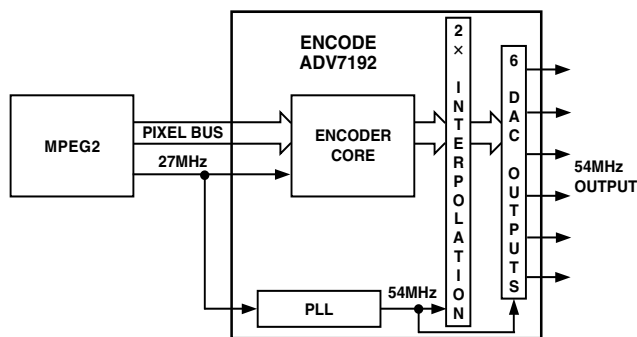 ENCODE
ADV7192
MPEG2
PIXEL BUS
27MHz
ENCODER
CORE
2
×
I
N
T
E
R
P
O
L
A
T
I
O
N
6
D
A
C
O
U
T
P
U
T
S
54MHz
OUTPUT
PLL
54MHz